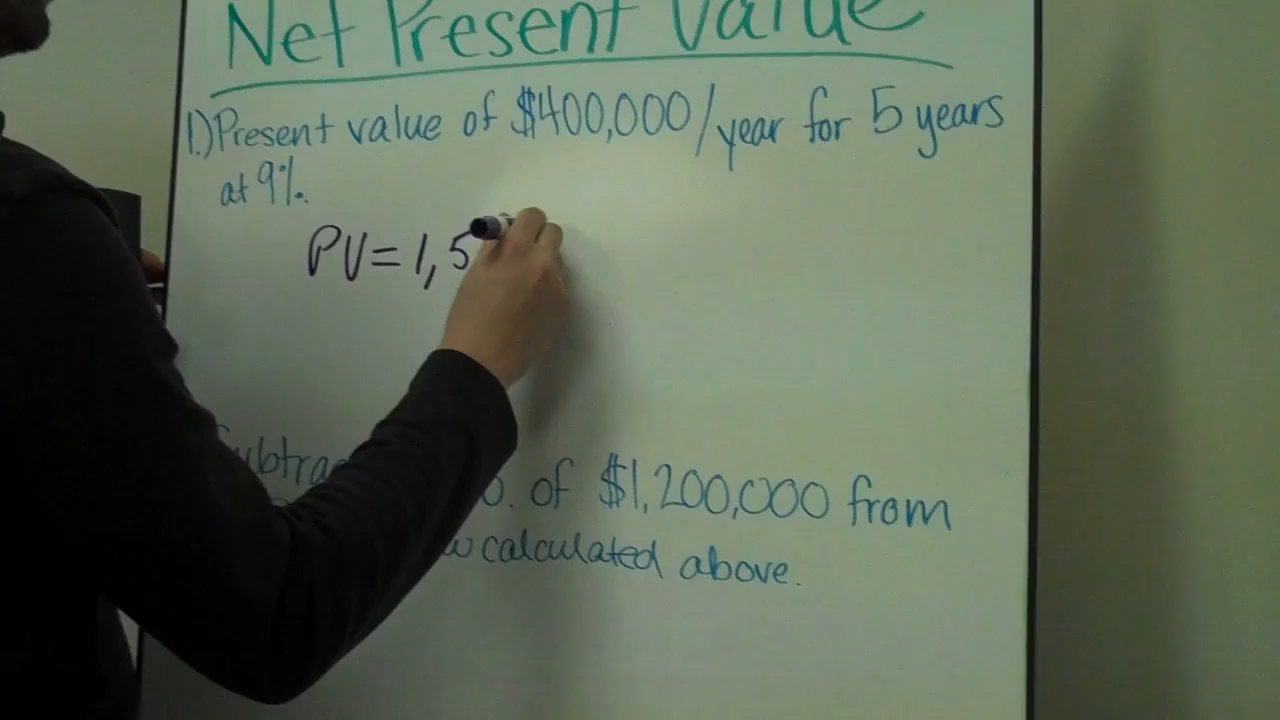 Net Present Value
1.) Present value of $400,000/year for 5 years
at 9%.
PV=1,5
of $1,200,000 from
calculated above.